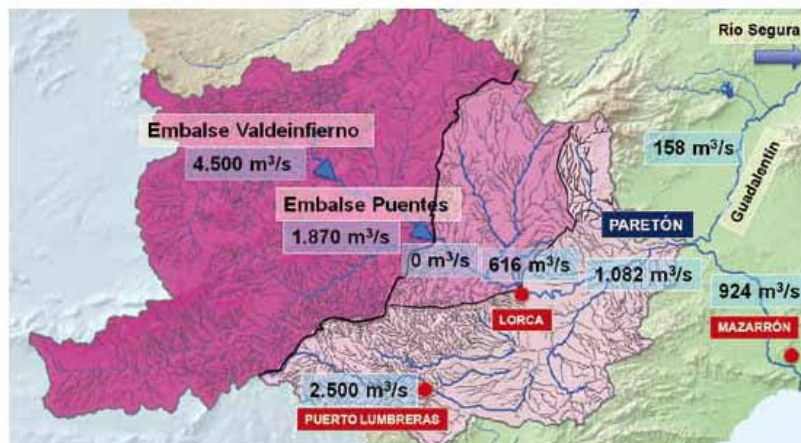 Río Segura
Embalse Valdeinfierno
4.500 m³/s
158 m³/s
Guadalentín
Embalse Puentes
1.870 m³/s
PARETÓN
0 m³/s
616 m³/s
1.082 m³/s
924 m³/s
LORCA
MAZARRÓN
2.500 m³/s
PUERTO LUMBRERAS